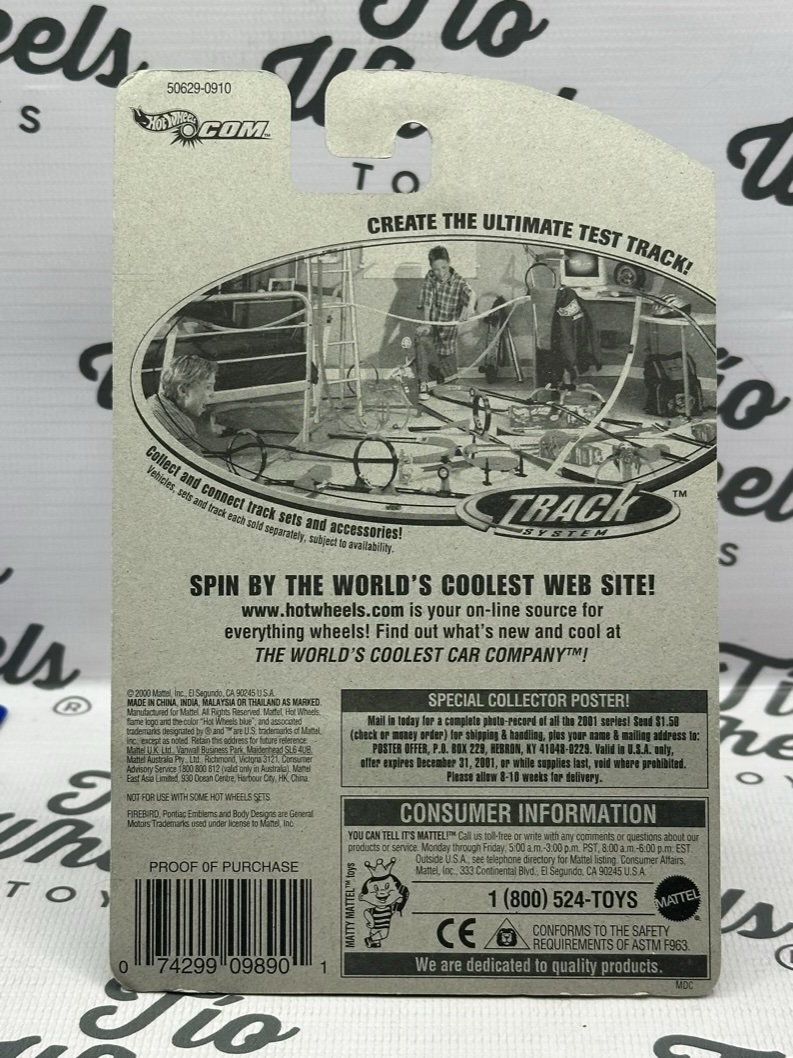 50629-0910
Hot Wheels .COM™
CREATE THE ULTIMATE TEST TRACK!
Collect and connect track sets and accessories!
Vehicles, sets and track each sold separately, subject to availability.
TRACK ™
SYSTEM
SPIN BY THE WORLD'S COOLEST WEB SITE!
www.hotwheels.com is your on-line source for
everything wheels! Find out what's new and cool at
THE WORLD'S COOLEST CAR COMPANY™!
© 2000 Mattel, Inc., El Segundo, CA 90245 U.S.A.
MADE IN CHINA, INDIA, MALAYSIA OR THAILAND AS MARKED.
Manufactured for Mattel. All Rights Reserved. Mattel, Hot Wheels,
flame logo and the color "Hot Wheels blue", and associated
trademarks designated by ® and ™ are U.S. trademarks of Mattel,
Inc., except as noted. Retain this address for future reference:
Mattel U.K. Ltd., Vanwall Business Park, Maidenhead SL6 4UB.
Mattel Australia Pty., Ltd., Richmond, Victoria 3121. Consumer
Advisory Service 1800 800 812 (valid only in Australia). Mattel
East Asia Limited, 930 Ocean Centre, Harbour City, HK, China.
NOT FOR USE WITH SOME HOT WHEELS SETS.
FIREBIRD, Pontiac Emblems and Body Designs are General
Motors Trademarks used under license to Mattel, Inc.
PROOF OF PURCHASE
0 74299 09890 1
SPECIAL COLLECTOR POSTER!
Mail in today for a complete photo-record of all the 2001 series! Send $1.50
(check or money order) for shipping & handling, plus your name & mailing address to:
POSTER OFFER, P.O. BOX 229, HEBRON, KY 41048-0229. Valid in U.S.A. only,
offer expires December 31, 2001, or while supplies last, void where prohibited.
Please allow 8-10 weeks for delivery.
CONSUMER INFORMATION
YOU CAN TELL IT'S MATTEL!™ Call us toll-free or write with any comments or questions about our
products or service. Monday through Friday, 5:00 a.m.-3:00 p.m. PST, 8:00 a.m.-6:00 p.m. EST.
Outside U.S.A., see telephone directory for Mattel listing. Consumer Affairs,
Mattel, Inc., 333 Continental Blvd., El Segundo, CA 90245 U.S.A.
MATTY MATTEL™ toys
1 (800) 524-TOYS
MATTEL ®
CE
CONFORMS TO THE SAFETY
REQUIREMENTS OF ASTM F963.
We are dedicated to quality products.
MDC
Tio
Wheels
TOYS